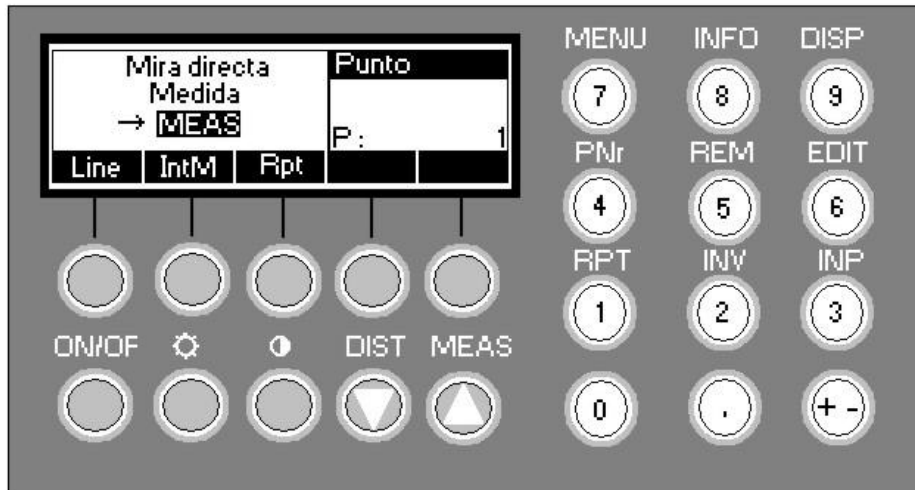 Mira directa
Medida
→ MEAS
Punto
P: 1
Line IntM Rpt
MENU INFO DISP
7 8 9
PNr REM EDIT
4 5 6
RPT INV INP
1 2 3
ON/OF DIST MEAS
0 . + -